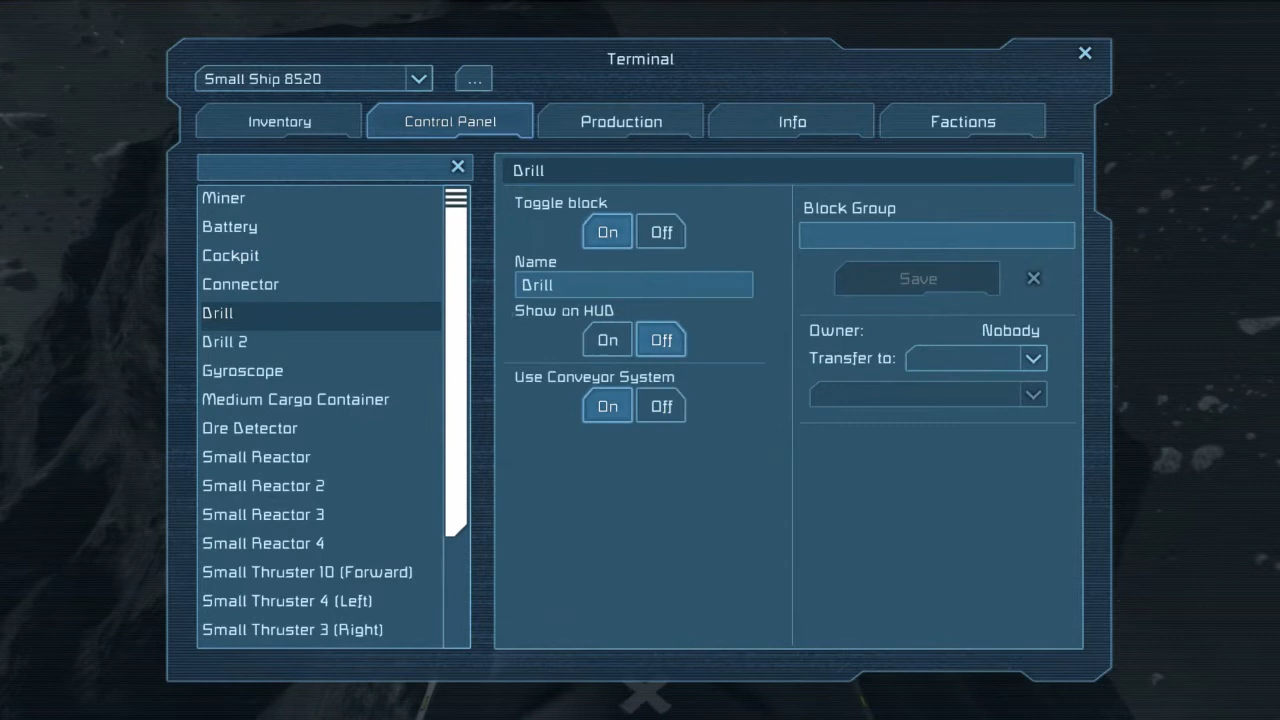 Terminal
Small Ship 8520
...
Inventory
Control Panel
Production
Info
Factions
Miner
Battery
Cockpit
Connector
Drill
Drill 2
Gyroscope
Medium Cargo Container
Ore Detector
Small Reactor
Small Reactor 2
Small Reactor 3
Small Reactor 4
Small Thruster 10 (Forward)
Small Thruster 4 (Left)
Small Thruster 3 (Right)
Drill
Toggle block
On Off
Name
Drill
Show on HUD
On Off
Use Conveyor System
On Off
Block Group
Save
Owner: Nobody
Transfer to: